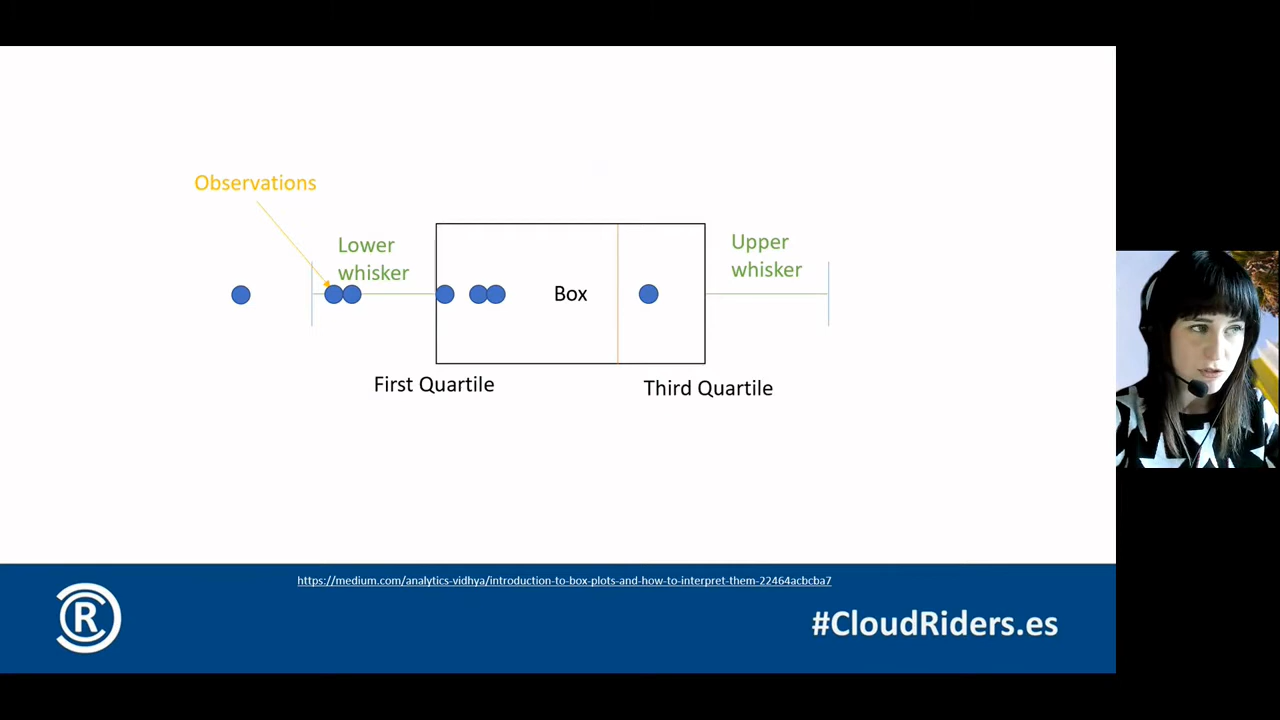 Observations
Lower
whisker
Upper
whisker
Box
First Quartile
Third Quartile
https://medium.com/analytics-vidhya/introduction-to-box-plots-and-how-to-interpret-them-22464acbcba7
R
#CloudRiders.es